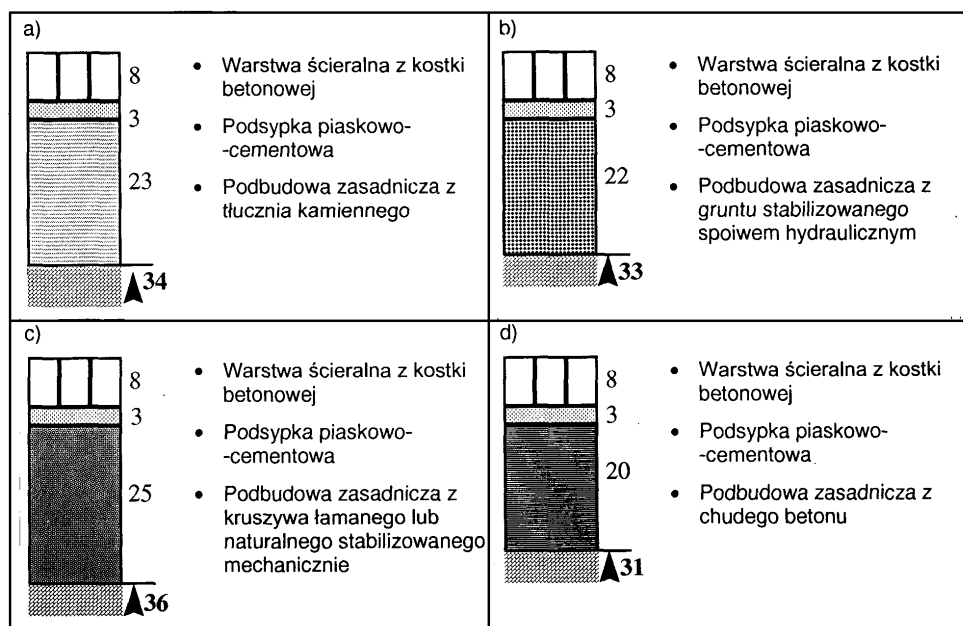 a)
8
3
23
34
• Warstwa ścieralna z kostki
betonowej
• Podsypka piaskowo-
-cementowa
• Podbudowa zasadnicza z
tłucznia kamiennego
b)
8
3
22
33
• Warstwa ścieralna z kostki
betonowej
• Podsypka piaskowo-
-cementowa
• Podbudowa zasadnicza z
gruntu stabilizowanego
spoiwem hydraulicznym
c)
8
3
25
36
• Warstwa ścieralna z kostki
betonowej
• Podsypka piaskowo-
-cementowa
• Podbudowa zasadnicza z
kruszywa łamanego lub
naturalnego stabilizowanego
mechanicznie
d)
8
3
20
31
• Warstwa ścieralna z kostki
betonowej
• Podsypka piaskowo-
-cementowa
• Podbudowa zasadnicza z
chudego betonu